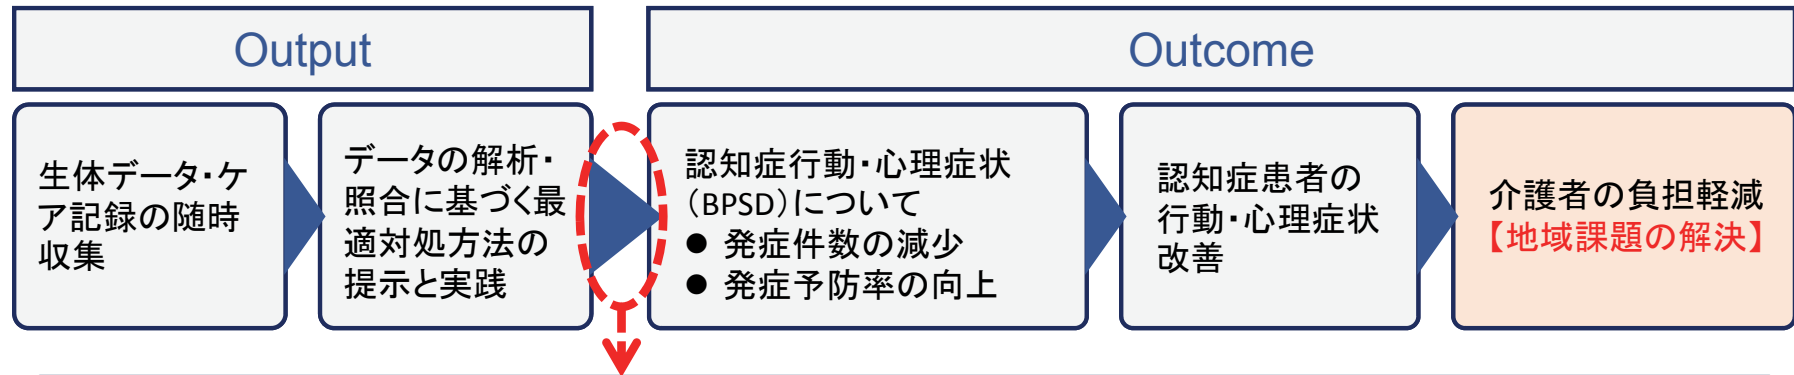 Output
Outcome
生体データ・ケ
ア記録の随時
収集
データの解析・
照合に基づく最
適対処方法の
提示と実践
認知症行動・心理症状
（BPSD）について
● 発症件数の減少
● 発症予防率の向上
認知症患者の
行動・心理症状
改善
介護者の負担軽減
【地域課題の解決】